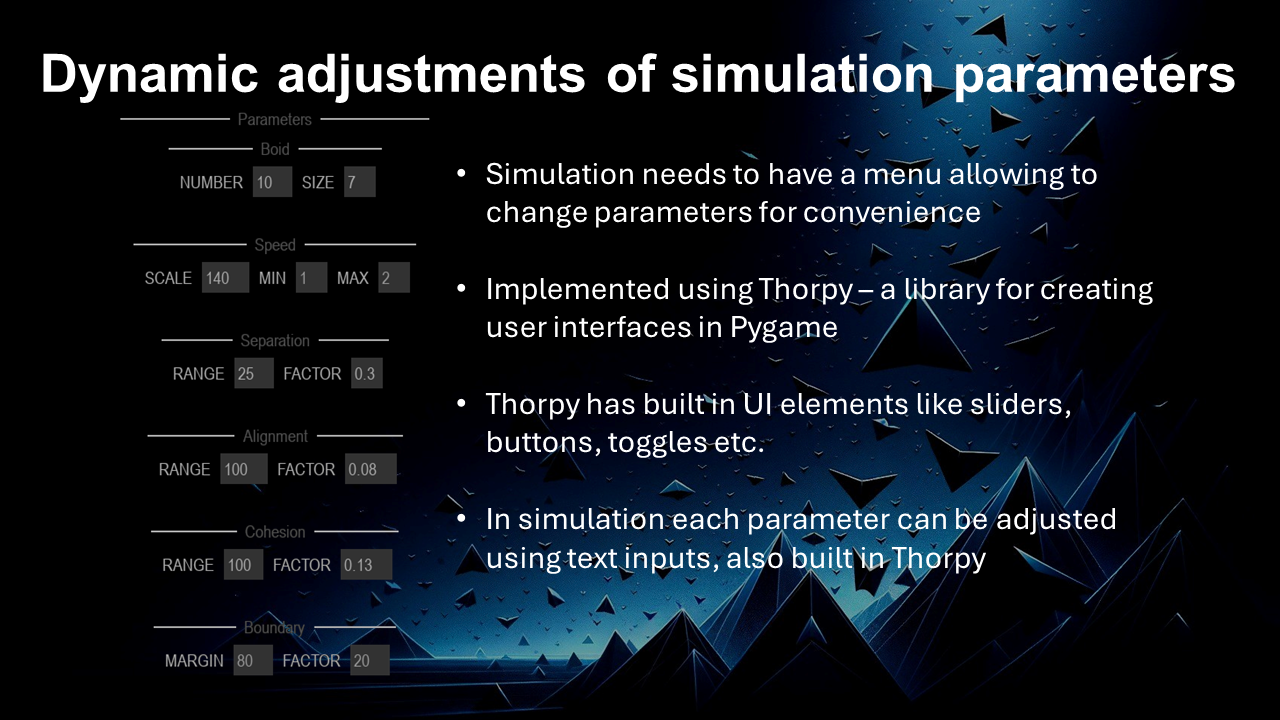 Dynamic adjustments of simulation parameters
Parameters
Boid
NUMBER 10 SIZE 7
Speed
SCALE 140 MIN 1 MAX 2
Separation
RANGE 25 FACTOR 0.3
Alignment
RANGE 100 FACTOR 0.08
Cohesion
RANGE 100 FACTOR 0.13
Boundary
MARGIN 80 FACTOR 20
• Simulation needs to have a menu allowing to
change parameters for convenience
• Implemented using Thorpy – a library for creating
user interfaces in Pygame
• Thorpy has built in UI elements like sliders,
buttons, toggles etc.
• In simulation each parameter can be adjusted
using text inputs, also built in Thorpy